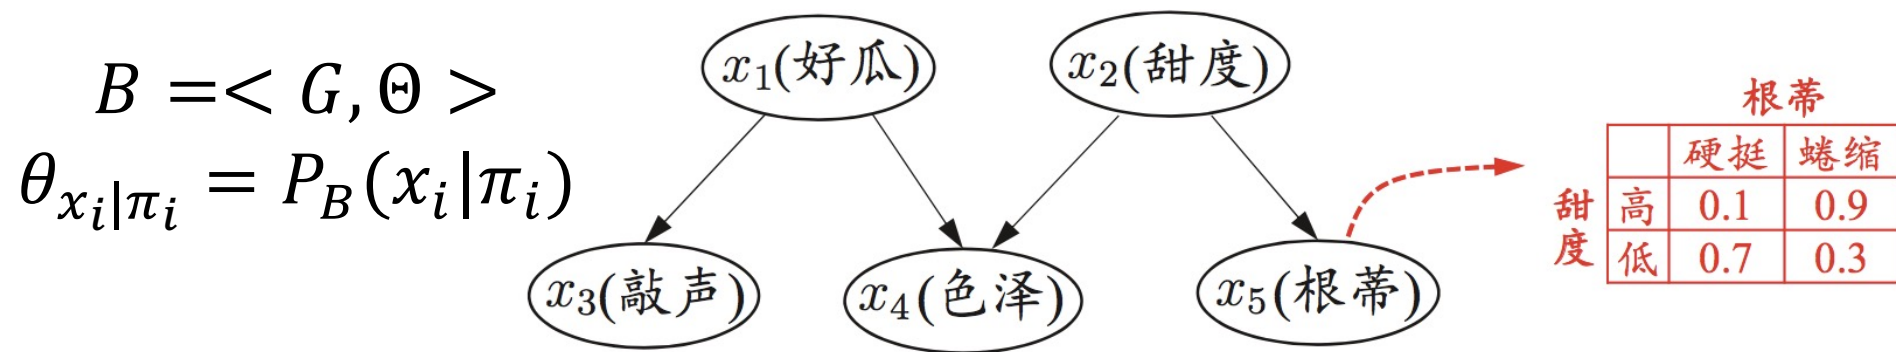 B =< G, Θ >
θ_{x_i|π_i} = P_B(x_i|π_i)
x₁(好瓜)
x₂(甜度)
x₃(敲声)
x₄(色泽)
x₅(根蒂)
根蒂
硬挺 蜷缩
甜度
高 0.1 0.9
低 0.7 0.3